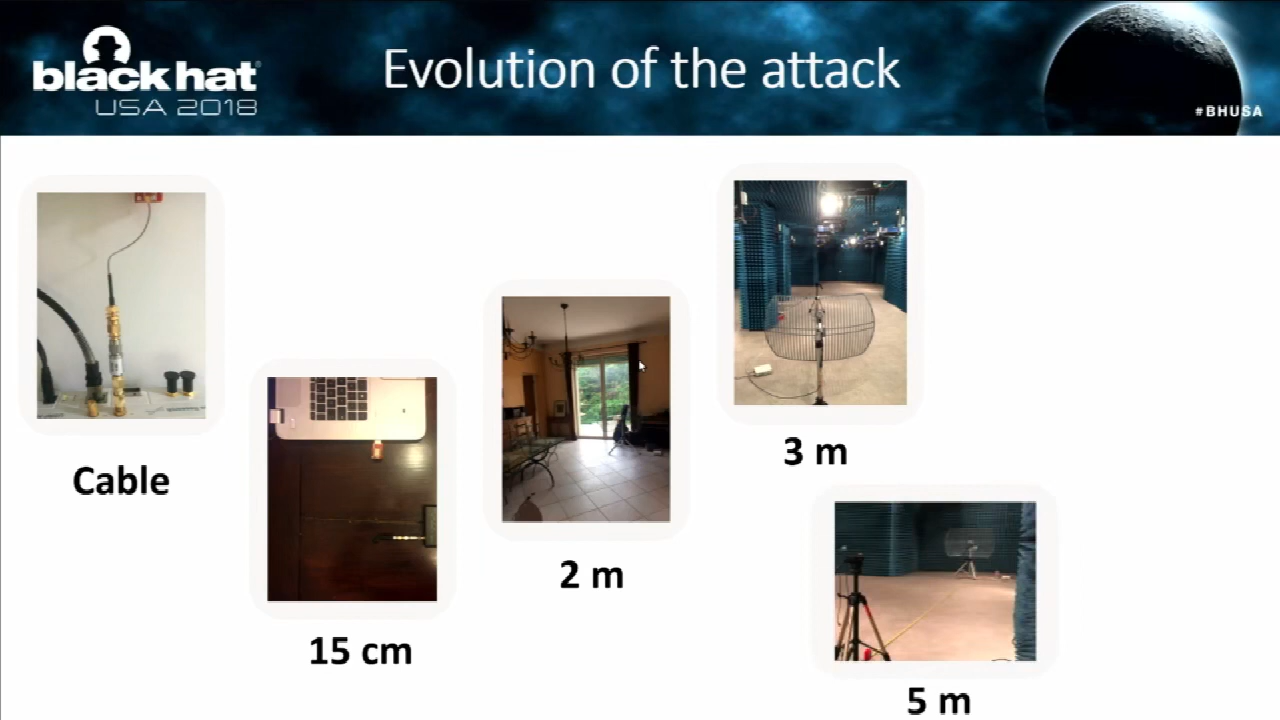 black hat
USA 2018
Evolution of the attack
#BHUSA
Cable
15 cm
2 m
3 m
5 m